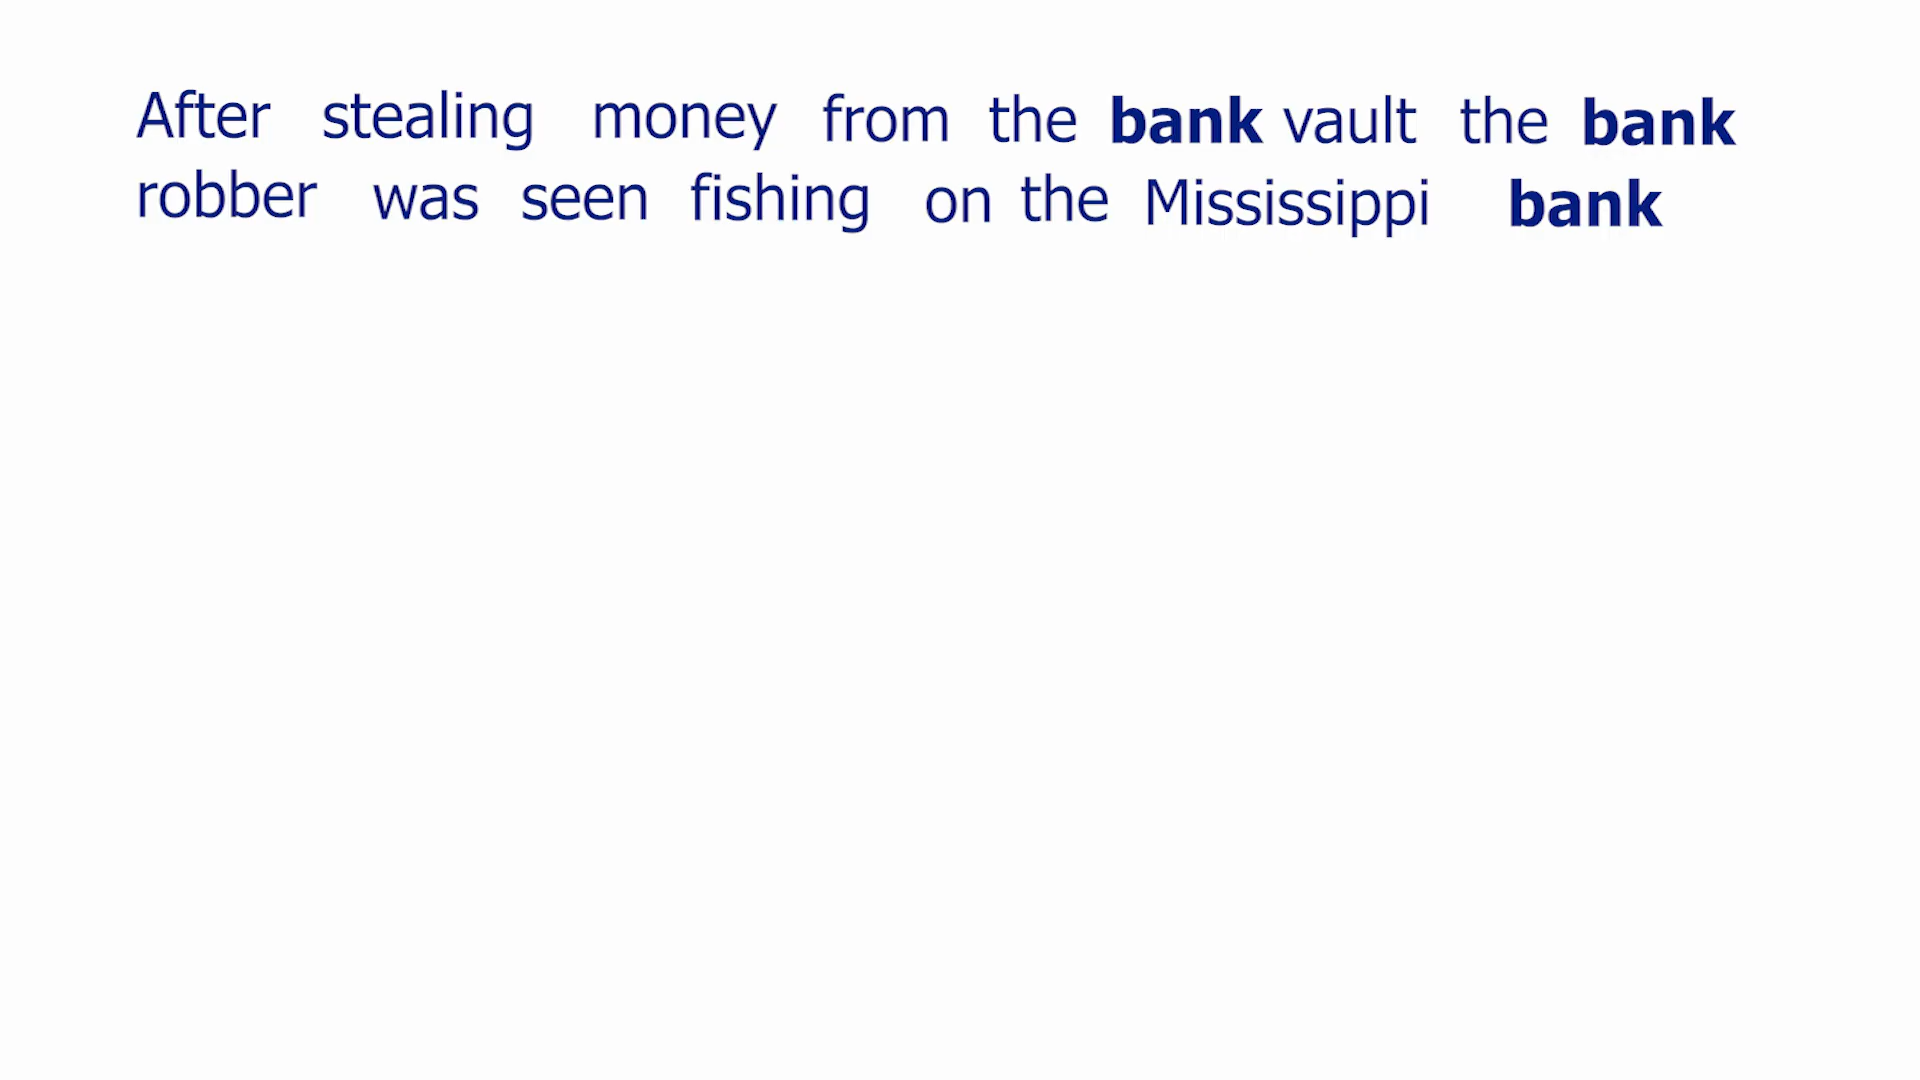 After stealing money from the bank vault the bank
robber was seen fishing on the Mississippi bank